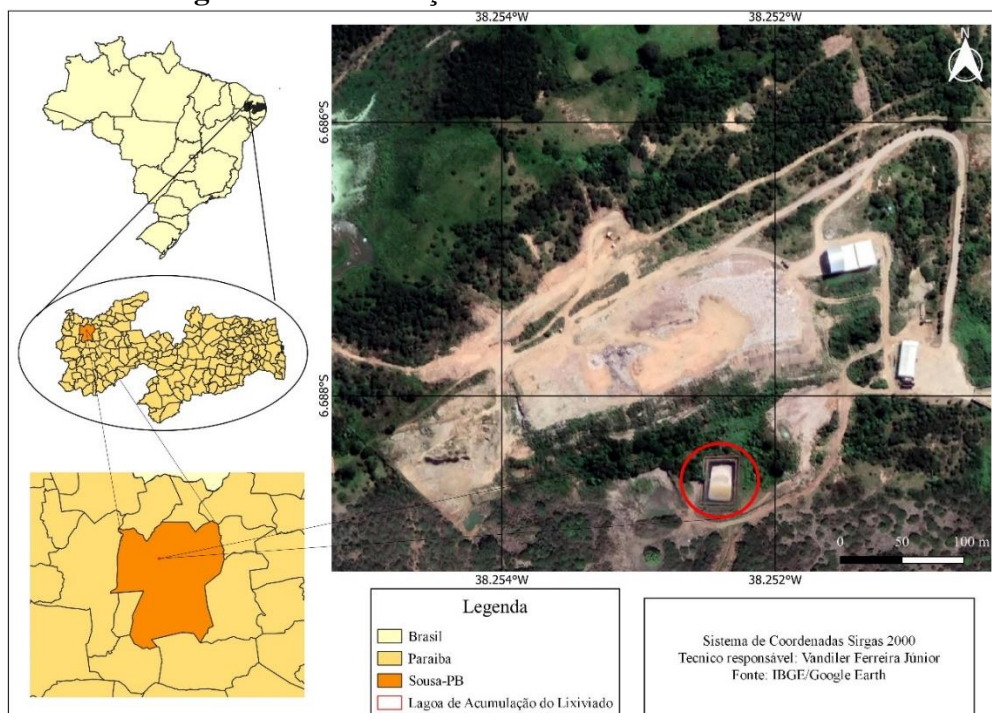 38.254°W 38.252°W
6.686°S
6.688°S
0 50 100 m
38.254°W 38.252°W
Legenda
Brasil
Paraiba
Sousa-PB
Lagoa de Acumulação do Lixiviado
Sistema de Coordenadas Sirgas 2000
Tecnico responsável: Vandiler Ferreira Júnior
Fonte: IBGE/Google Earth